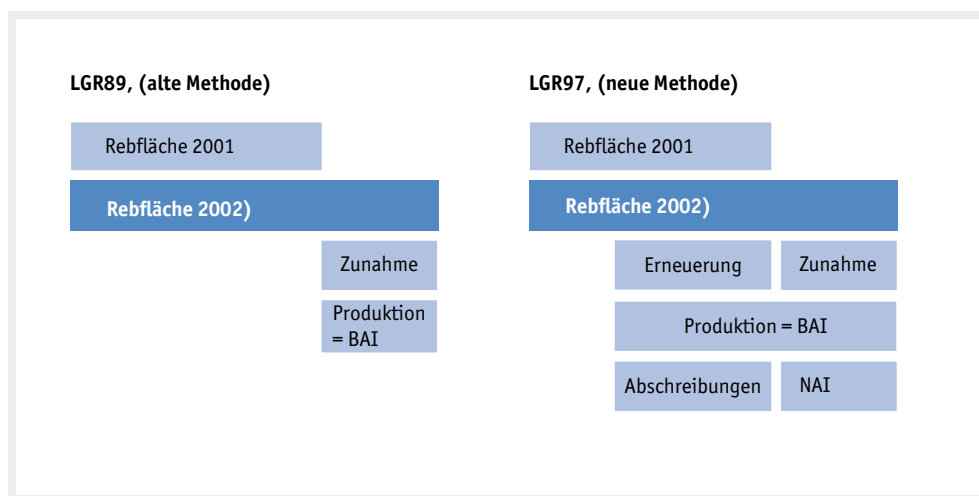 LGR89, (alte Methode)
Rebfläche 2001
Rebfläche 2002)
Zunahme
Produktion
= BAI
LGR97, (neue Methode)
Rebfläche 2001
Rebfläche 2002)
Erneuerung
Zunahme
Produktion = BAI
Abschreibungen
NAI